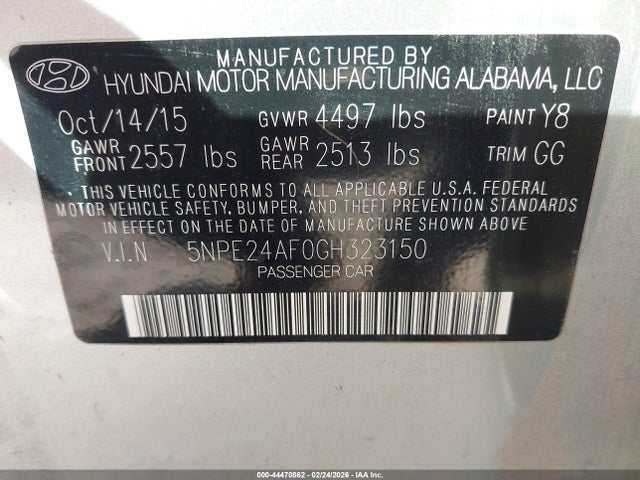 MANUFACTURED BY
HYUNDAI MOTOR MANUFACTURING ALABAMA, LLC
Oct/14/15 GVWR 4497 lbs PAINT Y8
GAWR FRONT 2557 lbs GAWR REAR 2513 lbs TRIM GG
• THIS VEHICLE CONFORMS TO ALL APPLICABLE U.S.A. FEDERAL
MOTOR VEHICLE SAFETY, BUMPER, AND THEFT PREVENTION STANDARDS
IN EFFECT ON THE DATE OF MANUFACTURE SHOWN ABOVE
V.I.N 5NPE24AF0GH323150
PASSENGER CAR
000-44470862 - 02/24/2026 - IAA Inc.